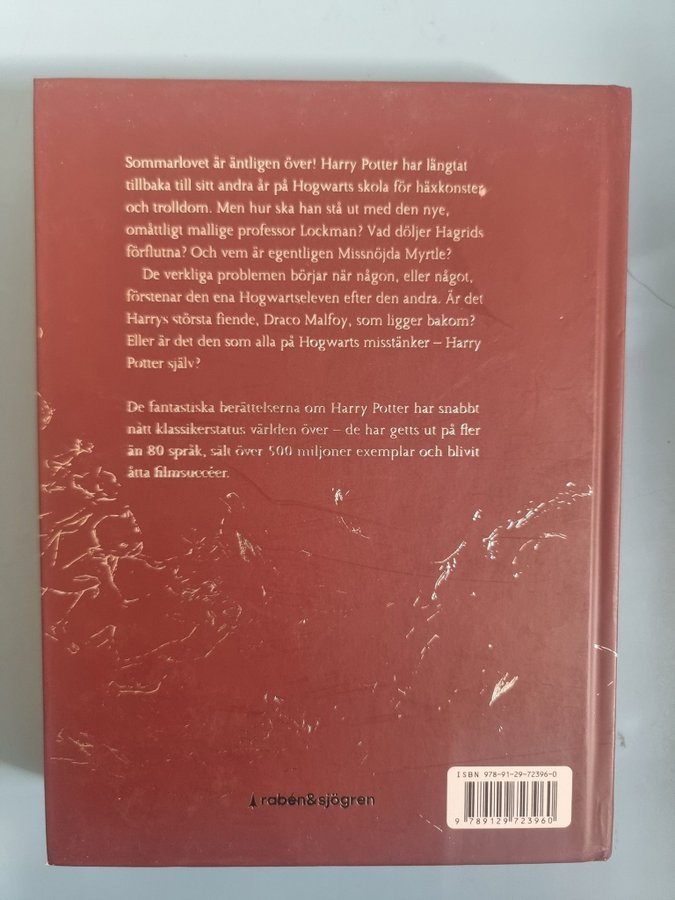 Sommarlovet är äntligen över! Harry Potter har längtat
tillbaka till sitt andra år på Hogwarts skola för häxkonster
och trolldom. Men hur ska han stå ut med den nye,
omåttligt mallige professor Lockman? Vad döljer Hagrids
förflutna? Och vem är egentligen Missnöjda Myrtle?
De verkliga problemen börjar när någon, eller något,
förstenar den ena Hogwartseleven efter den andra. Är det
Harrys största fiende, Draco Malfoy, som ligger bakom?
Eller är det den som alla på Hogwarts misstänker – Harry
Potter själv?
De fantastiska berättelserna om Harry Potter har snabbt
nått klassikerstatus världen över – de har getts ut på fler
än 80 språk, sålt över 500 miljoner exemplar och blivit
åtta filmsuccéer.
rabén&sjögren
ISBN 978-91-29-72396-0
9 789129 723960